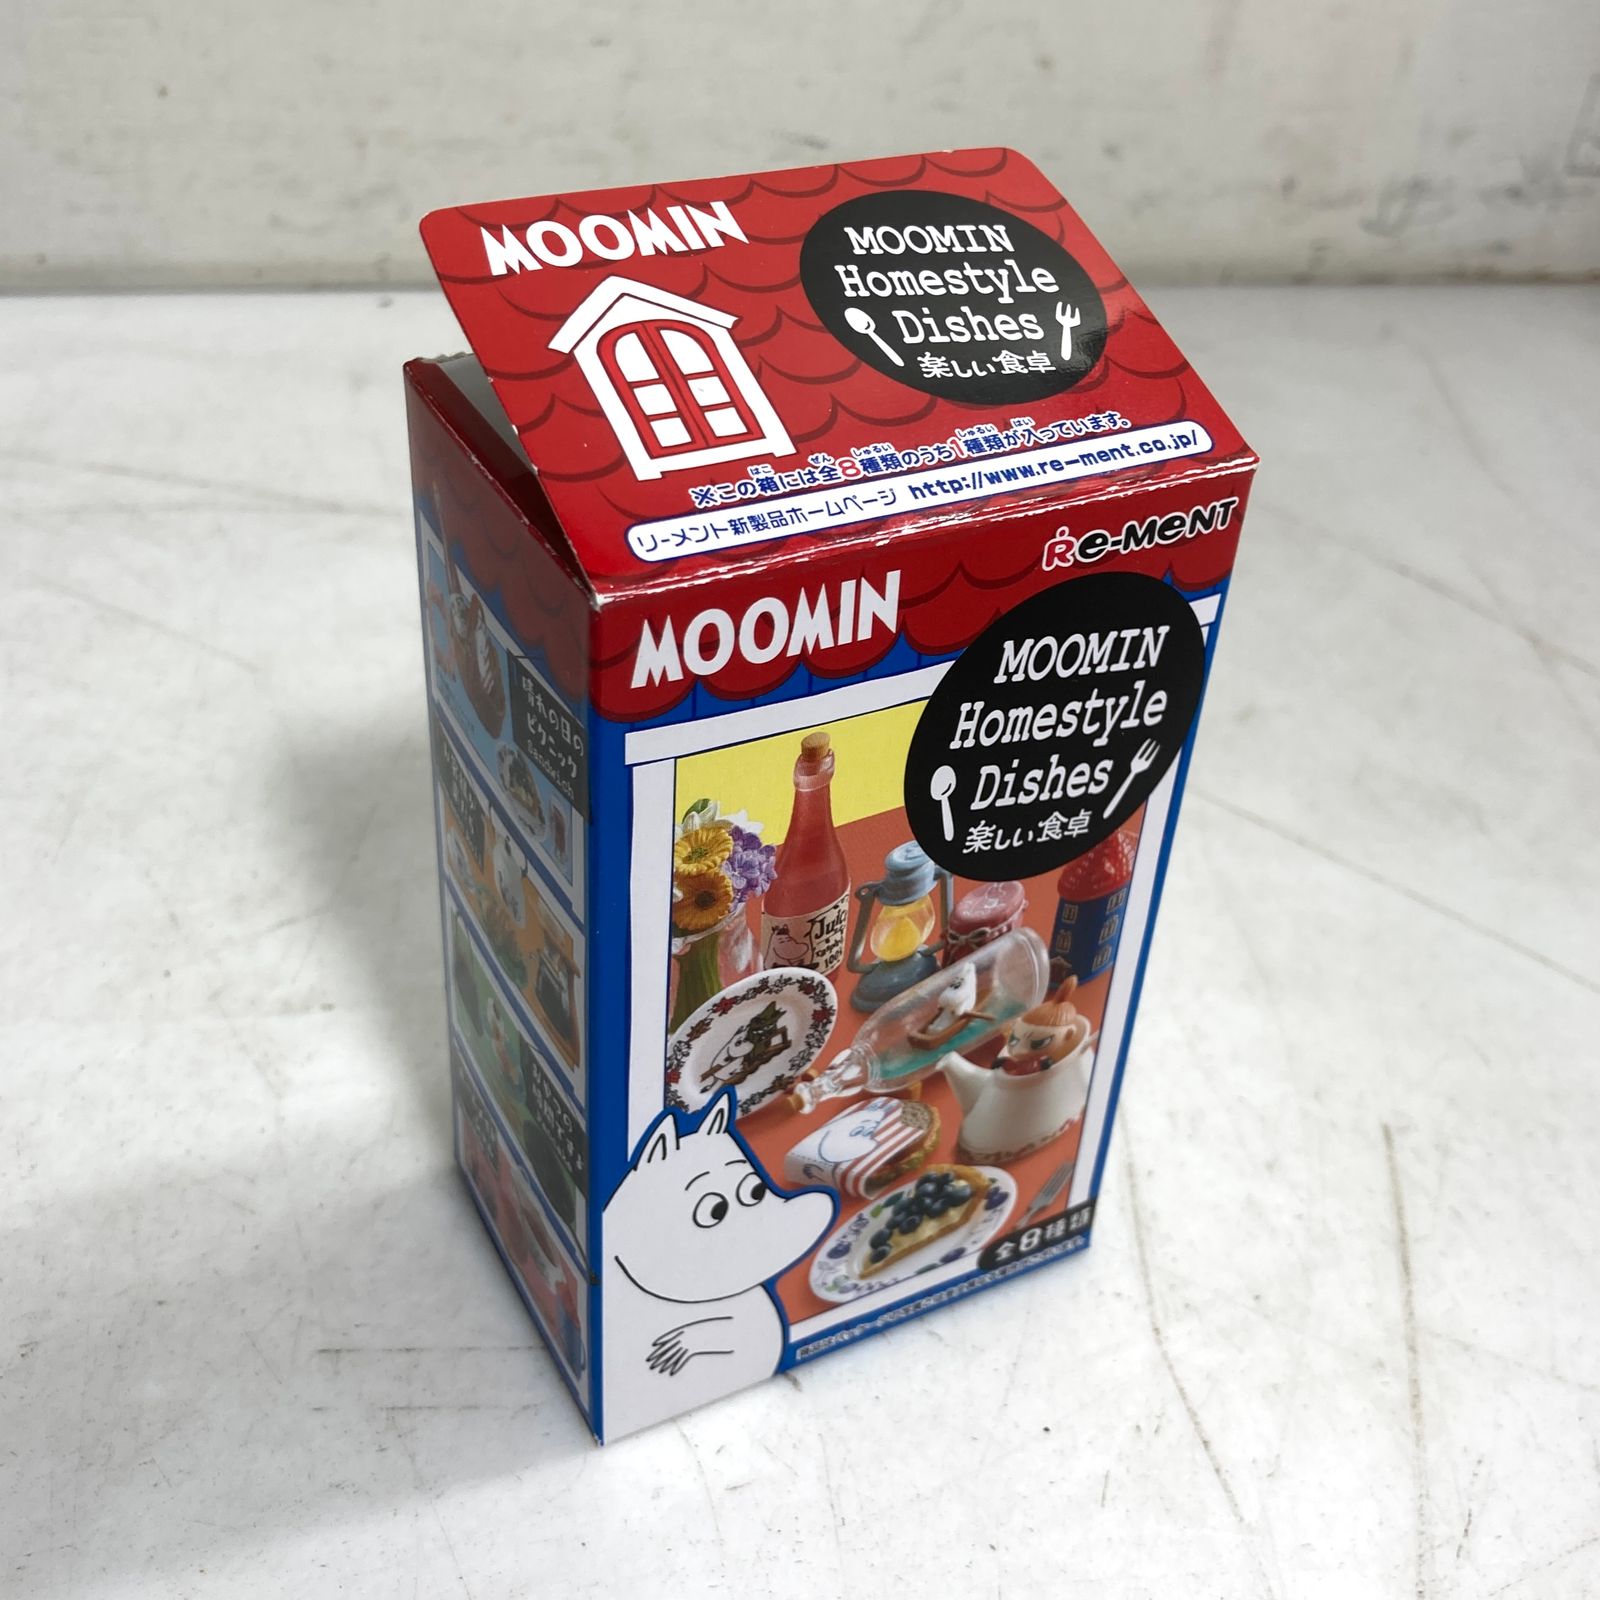 MOOMIN
MOOMIN
Homestyle
Dishes
楽しい食卓
※この箱には全8種類のうち1種類が入っています。
リーメント新製品ホームページ http://www.re-ment.co.jp/
Re-MeNT
MOOMIN
MOOMIN
Homestyle
Dishes
楽しい食卓
Juice
100%
全8種類
晴れの日の
ピクニック
Sandwich